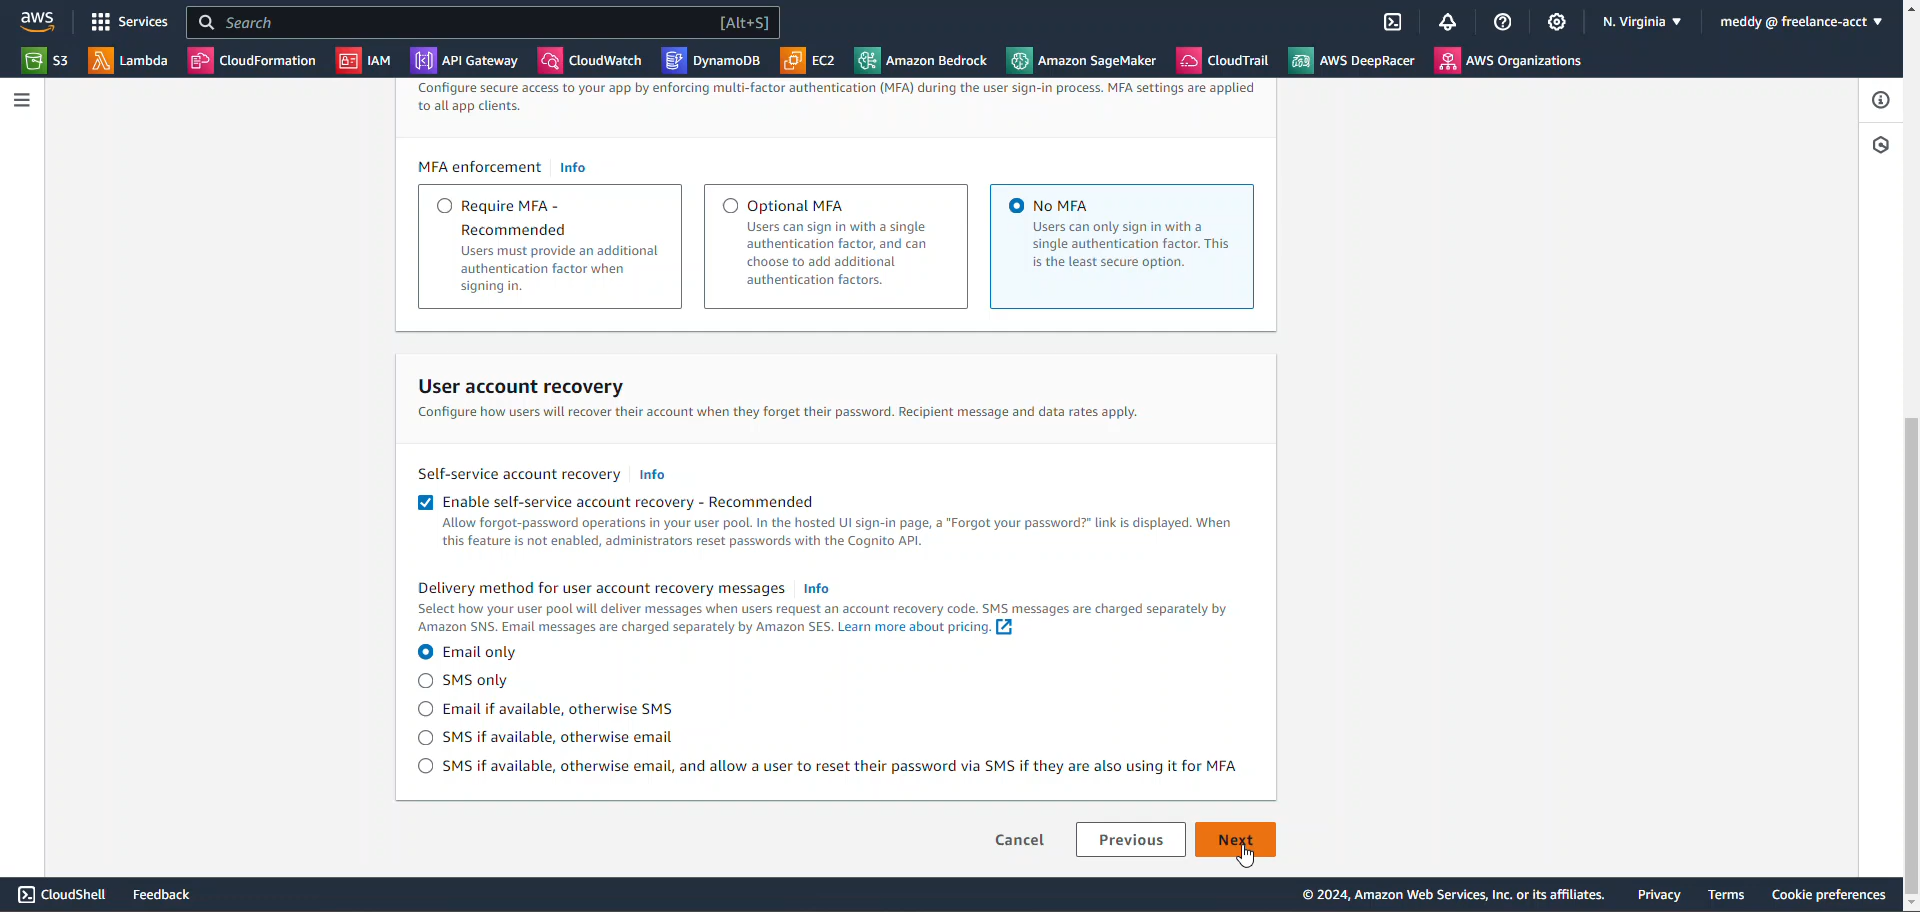 aws
Services
Search
[Alt+S]
N. Virginia
meddy @ freelance-acct
S3
Lambda
CloudFormation
IAM
API Gateway
CloudWatch
DynamoDB
EC2
Amazon Bedrock
Amazon SageMaker
CloudTrail
AWS DeepRacer
AWS Organizations
Configure secure access to your app by enforcing multi-factor authentication (MFA) during the user sign-in process. MFA settings are applied
to all app clients.
MFA enforcement
Info
Require MFA -
Recommended
Users must provide an additional
authentication factor when
signing in.
Optional MFA
Users can sign in with a single
authentication factor, and can
choose to add additional
authentication factors.
No MFA
Users can only sign in with a
single authentication factor. This
is the least secure option.
User account recovery
Configure how users will recover their account when they forget their password. Recipient message and data rates apply.
Self-service account recovery
Info
Enable self-service account recovery - Recommended
Allow forgot-password operations in your user pool. In the hosted UI sign-in page, a "Forgot your password?" link is displayed. When
this feature is not enabled, administrators reset passwords with the Cognito API.
Delivery method for user account recovery messages
Info
Select how your user pool will deliver messages when users request an account recovery code. SMS messages are charged separately by
Amazon SNS. Email messages are charged separately by Amazon SES. Learn more about pricing.
Email only
SMS only
Email if available, otherwise SMS
SMS if available, otherwise email
SMS if available, otherwise email, and allow a user to reset their password via SMS if they are also using it for MFA
Cancel
Previous
Next
CloudShell
Feedback
© 2024, Amazon Web Services, Inc. or its affiliates.
Privacy
Terms
Cookie preferences